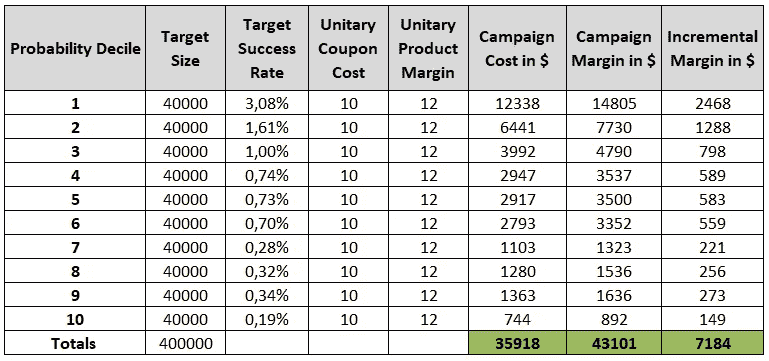 Probability Decile Target Size Target Success Rate Unitary Coupon Cost Unitary Product Margin Campaign Cost in $ Campaign Margin in $ Incremental Margin in $
1 40000 3,08% 10 12 12338 14805 2468
2 40000 1,61% 10 12 6441 7730 1288
3 40000 1,00% 10 12 3992 4790 798
4 40000 0,74% 10 12 2947 3537 589
5 40000 0,73% 10 12 2917 3500 583
6 40000 0,70% 10 12 2793 3352 559
7 40000 0,28% 10 12 1103 1323 221
8 40000 0,32% 10 12 1280 1536 256
9 40000 0,34% 10 12 1363 1636 273
10 40000 0,19% 10 12 744 892 149
Totals 400000 35918 43101 7184